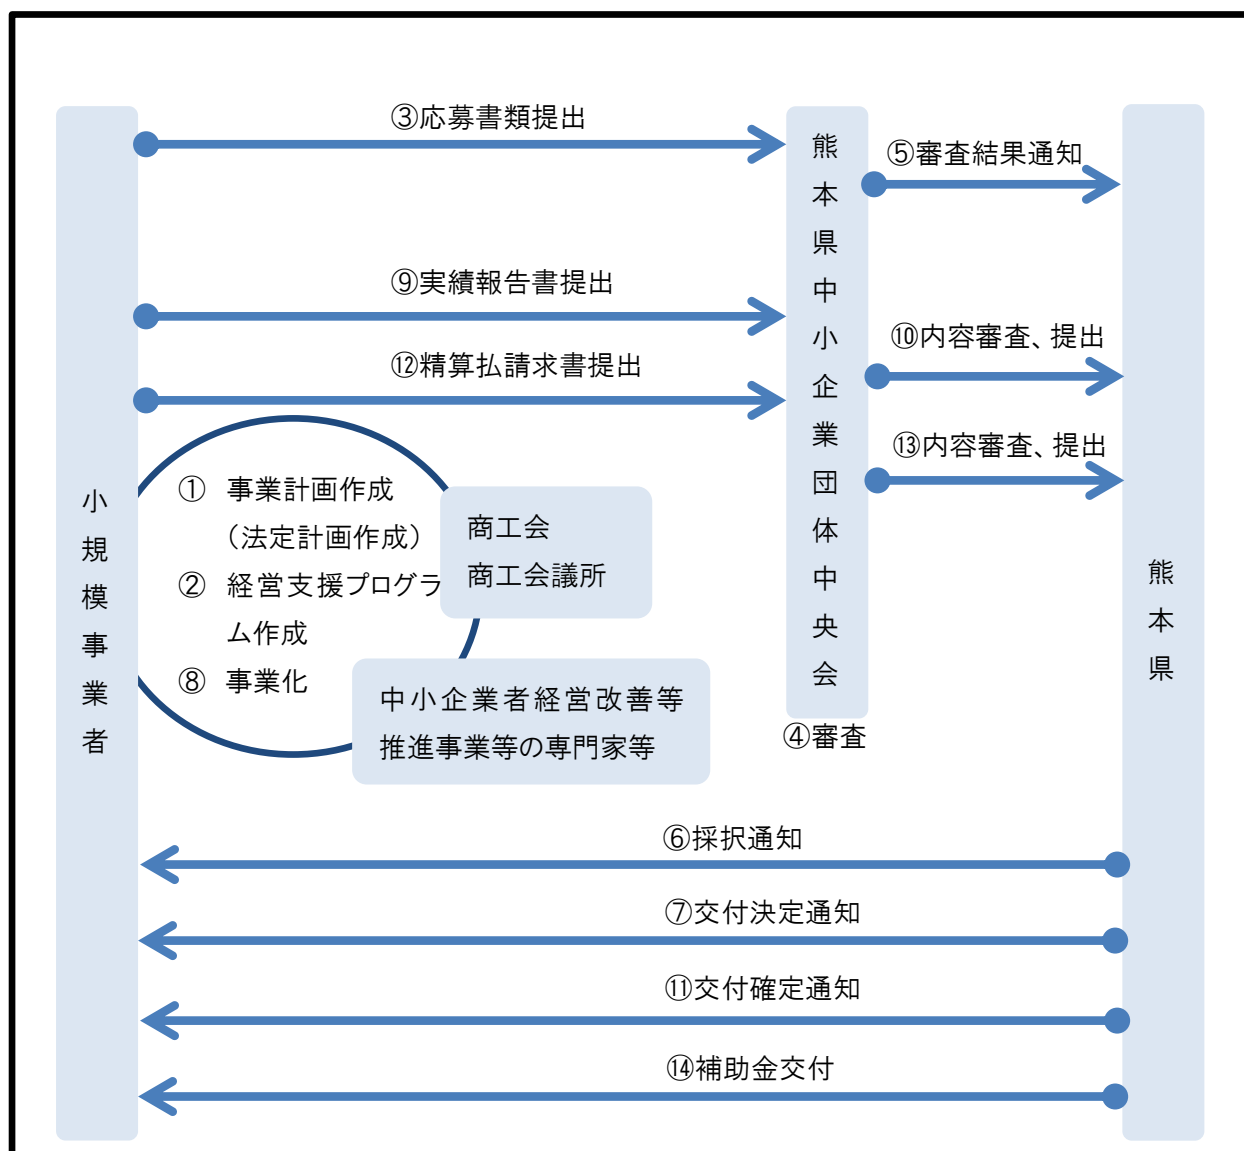 ③応募書類提出
⑤審査結果通知
⑨実績報告書提出
⑩内容審査、提出
⑫精算払請求書提出
⑬内容審査、提出
小規模事業者
① 事業計画作成
（法定計画作成）
② 経営支援プログラ
ム作成
⑧ 事業化
商工会
商工会議所
中小企業者経営改善等
推進事業等の専門家等
熊本県中小企業団体中央会
④審査
熊本県
⑥採択通知
⑦交付決定通知
⑪交付確定通知
⑭補助金交付